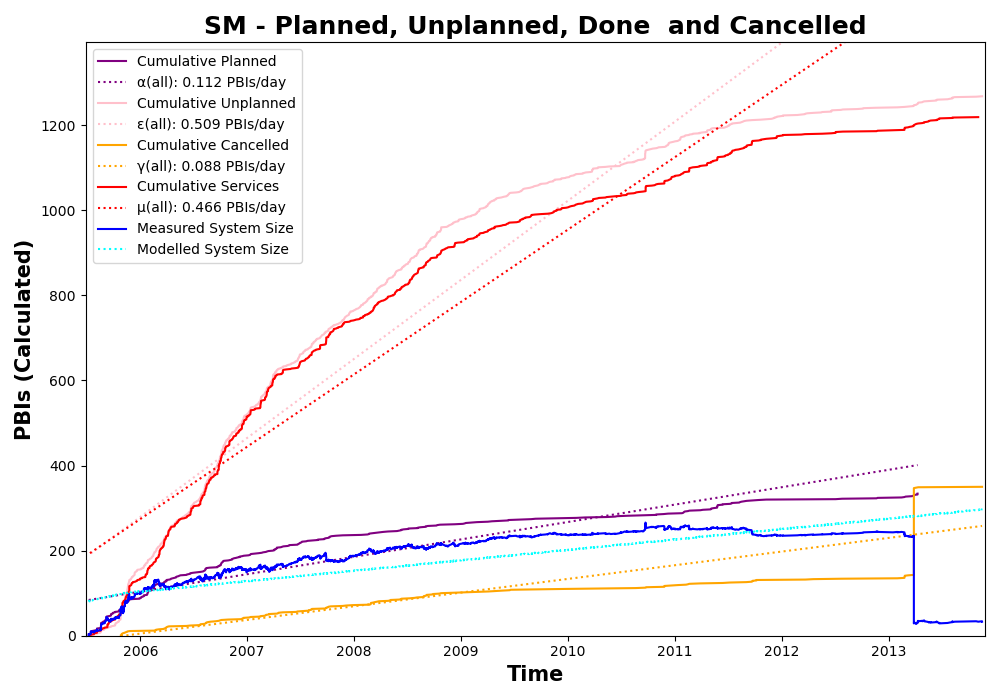 SM - Planned, Unplanned, Done  and Cancelled
Cumulative Planned
α(all): 0.112 PBIs/day
Cumulative Unplanned
ε(all): 0.509 PBIs/day
Cumulative Cancelled
γ(all): 0.088 PBIs/day
Cumulative Services
μ(all): 0.466 PBIs/day
Measured System Size
Modelled System Size
PBIs (Calculated)
1200
1000
800
600
400
200
0
2006 2007 2008 2009 2010 2011 2012 2013
Time